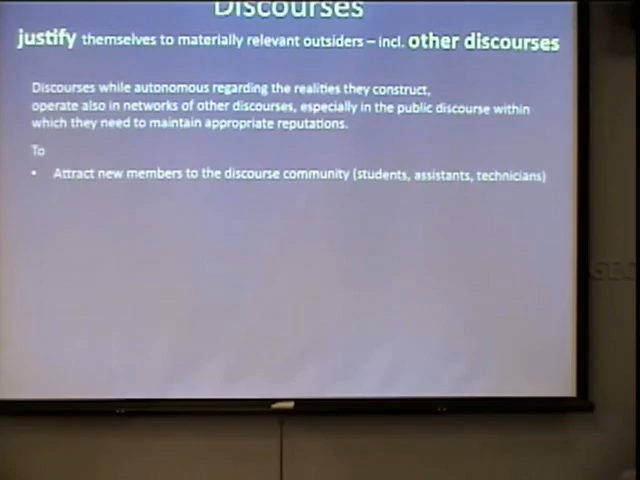 Discourses
justify themselves to materially relevant outsiders – incl. other discourses
Discourses while autonomous regarding the realities they construct,
operate also in networks of other discourses, especially in the public discourse within
which they need to maintain appropriate reputations.
To
• Attract new members to the discourse community (students, assistants, technicians)
GEO